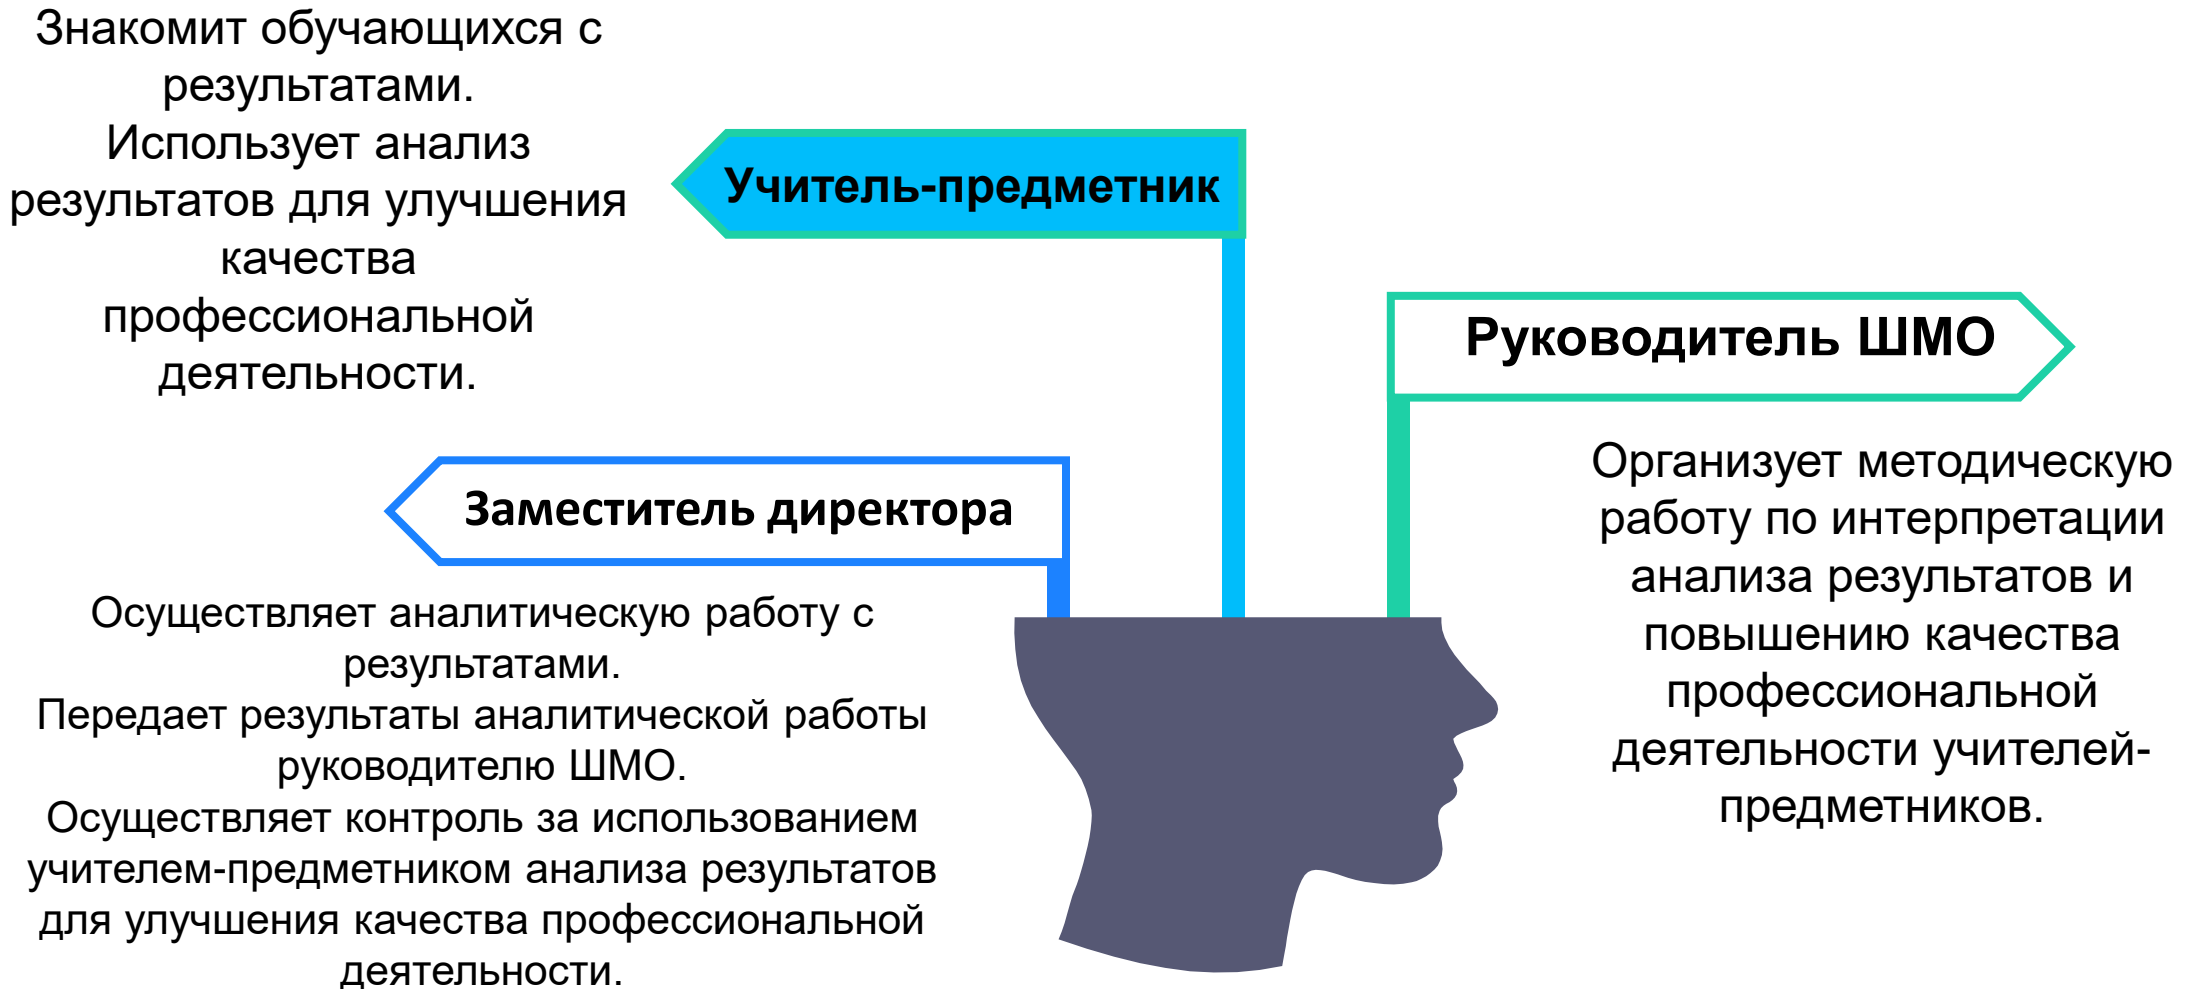 Знакомит обучающихся с
результатами.
Использует анализ
результатов для улучшения
качества
профессиональной
деятельности.
Учитель-предметник
Руководитель ШМО
Организует методическую
работу по интерпретации
анализа результатов и
повышению качества
профессиональной
деятельности учителей-
предметников.
Заместитель директора
Осуществляет аналитическую работу с
результатами.
Передает результаты аналитической работы
руководителю ШМО.
Осуществляет контроль за использованием
учителем-предметником анализа результатов
для улучшения качества профессиональной
деятельности.